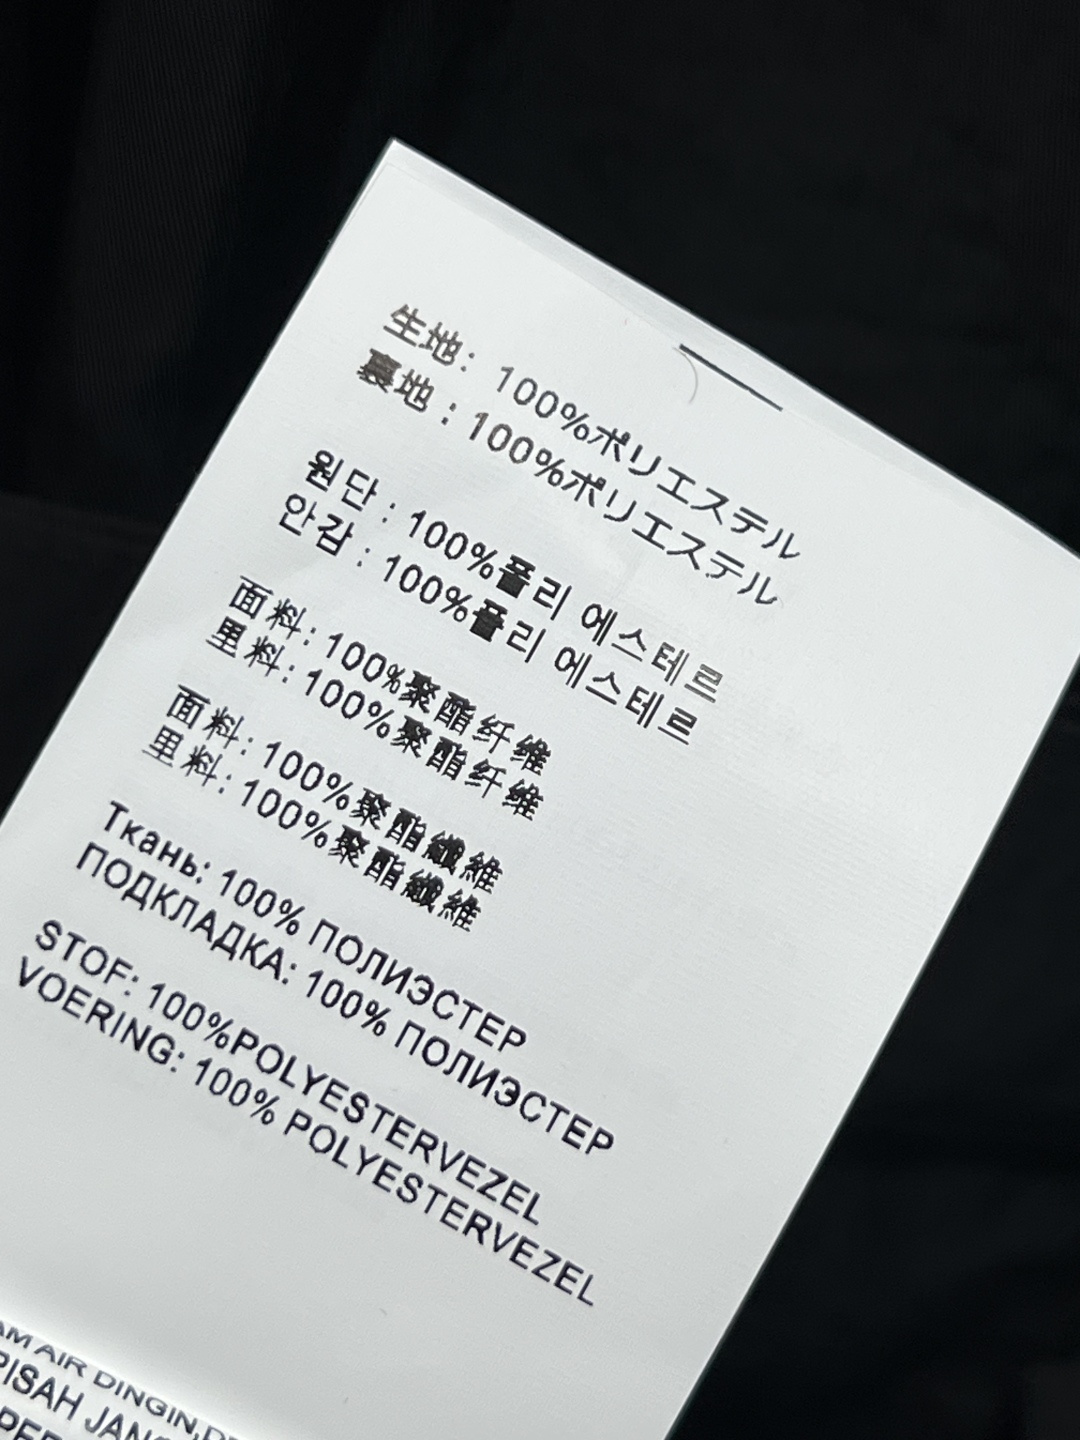 生地: 100%ポリエステル
裏地 : 100%ポリエステル
원단 : 100%폴리 에스테르
안감 : 100%폴리 에스테르
面料: 100%聚酯纤维
里料: 100%聚酯纤维
面料: 100%聚酯纖維
里料: 100%聚酯纖維
Ткань: 100% ПОЛИЭСТЕР
ПОДКЛАДКА: 100% ПОЛИЭСТЕР
STOF: 100%POLYESTERVEZEL
VOERING: 100% POLYESTERVEZEL
AIR DINGIN,